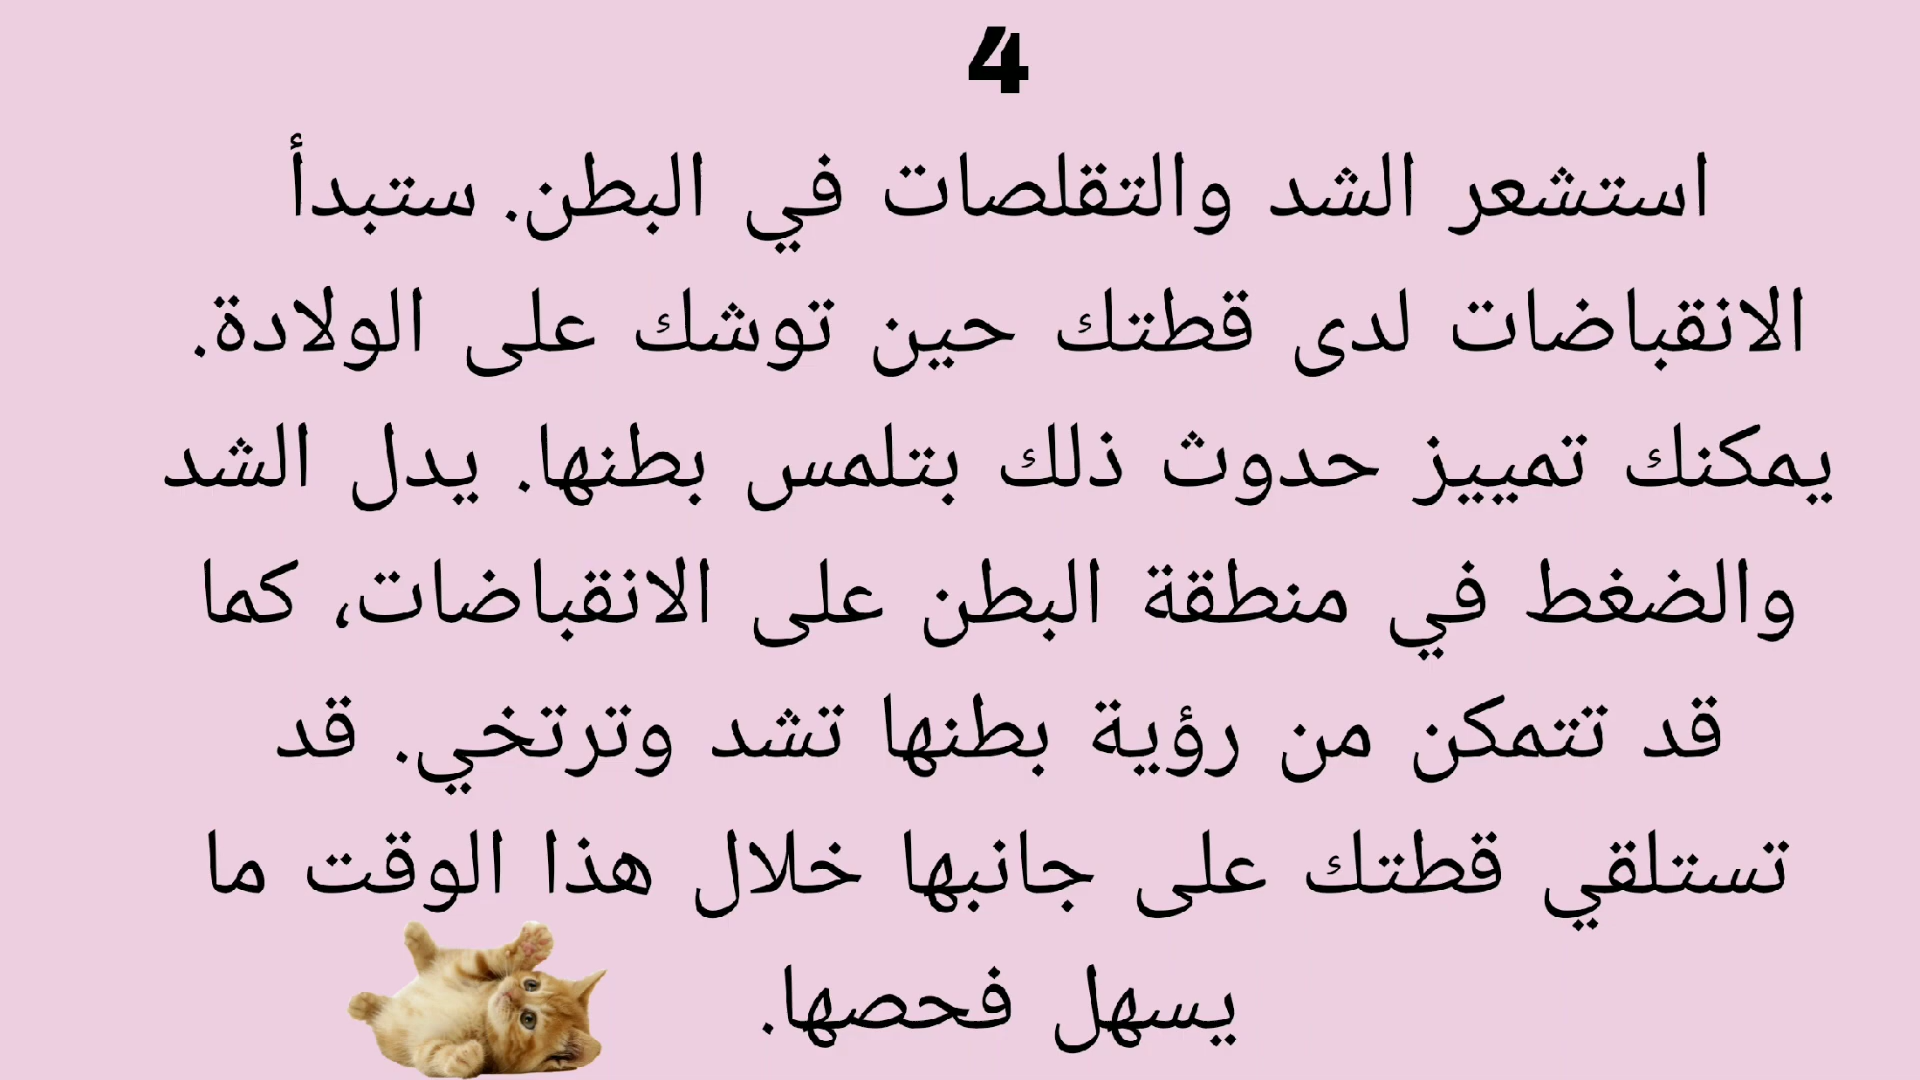 4
استشعر الشد والتقلصات في البطن. ستبدأ
الانقباضات لدى قطتك حين توشك على الولادة.
يمكنك تمييز حدوث ذلك بتلمس بطنها. يدل الشد
والضغط في منطقة البطن على الانقباضات، كما
قد تتمكن من رؤية بطنها تشد وترتخي. قد
تستلقي قطتك على جانبها خلال هذا الوقت ما
يسهل فحصها.